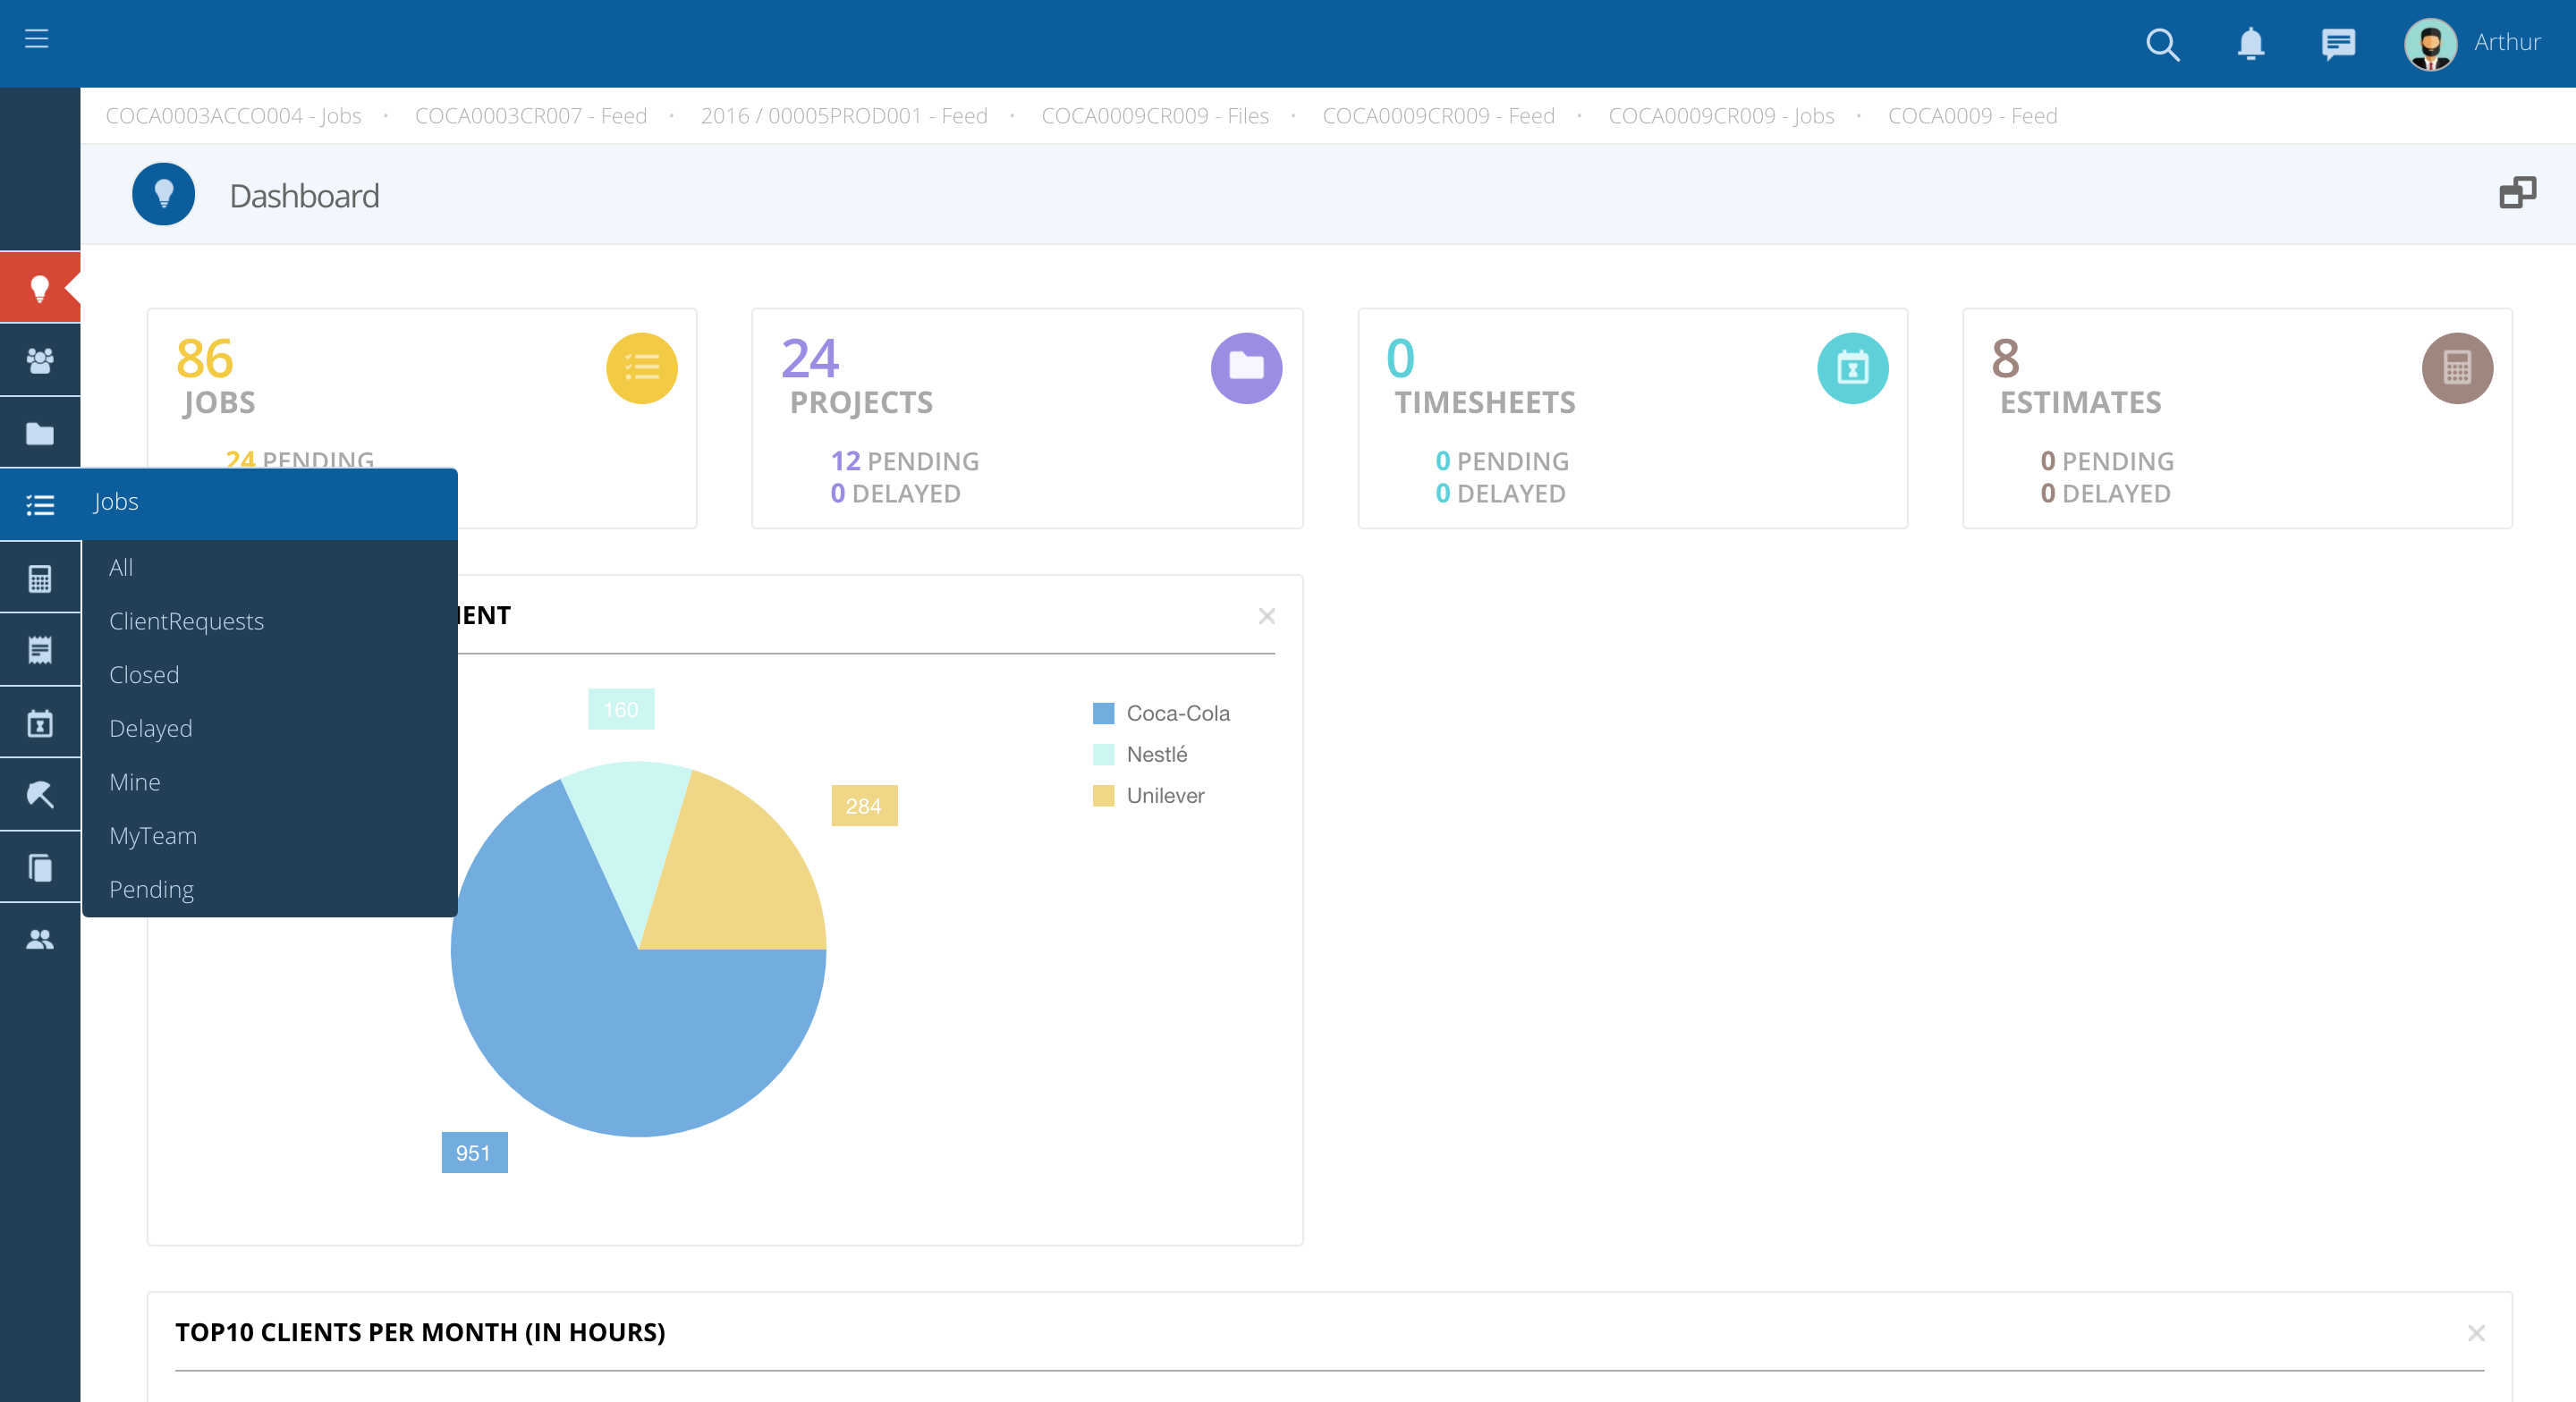 Arthur
COCA0003ACCO004 - Jobs · COCA0003CR007 - Feed · 2016 / 00005PROD001 - Feed · COCA0009CR009 - Files · COCA0009CR009 - Feed · COCA0009CR009 - Jobs · COCA0009 - Feed
Dashboard
86
JOBS
24 PENDING
24
PROJECTS
12 PENDING
0 DELAYED
0
TIMESHEETS
0 PENDING
0 DELAYED
8
ESTIMATES
0 PENDING
0 DELAYED
Jobs
All
ClientRequests
Closed
Delayed
Mine
MyTeam
Pending
160
284
951
Coca-Cola
Nestlé
Unilever
TOP10 CLIENTS PER MONTH (IN HOURS)